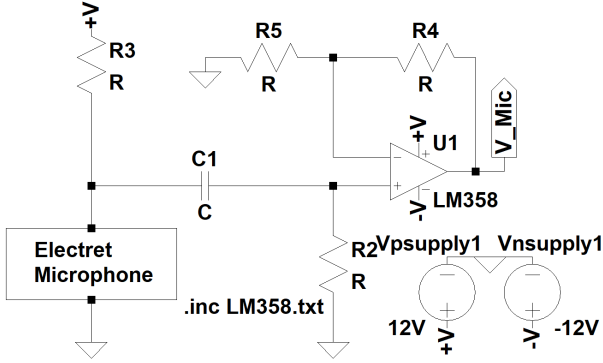 +V
R3
R
R5
R
R4
R
V_Mic
+V
U1
−
+
+
−
LM358
-V
C1
C
Electret
Microphone
R2
R
.inc LM358.txt
Vpsupply1
Vnsupply1
−
+
−
+
12V
-12V
+V
-V